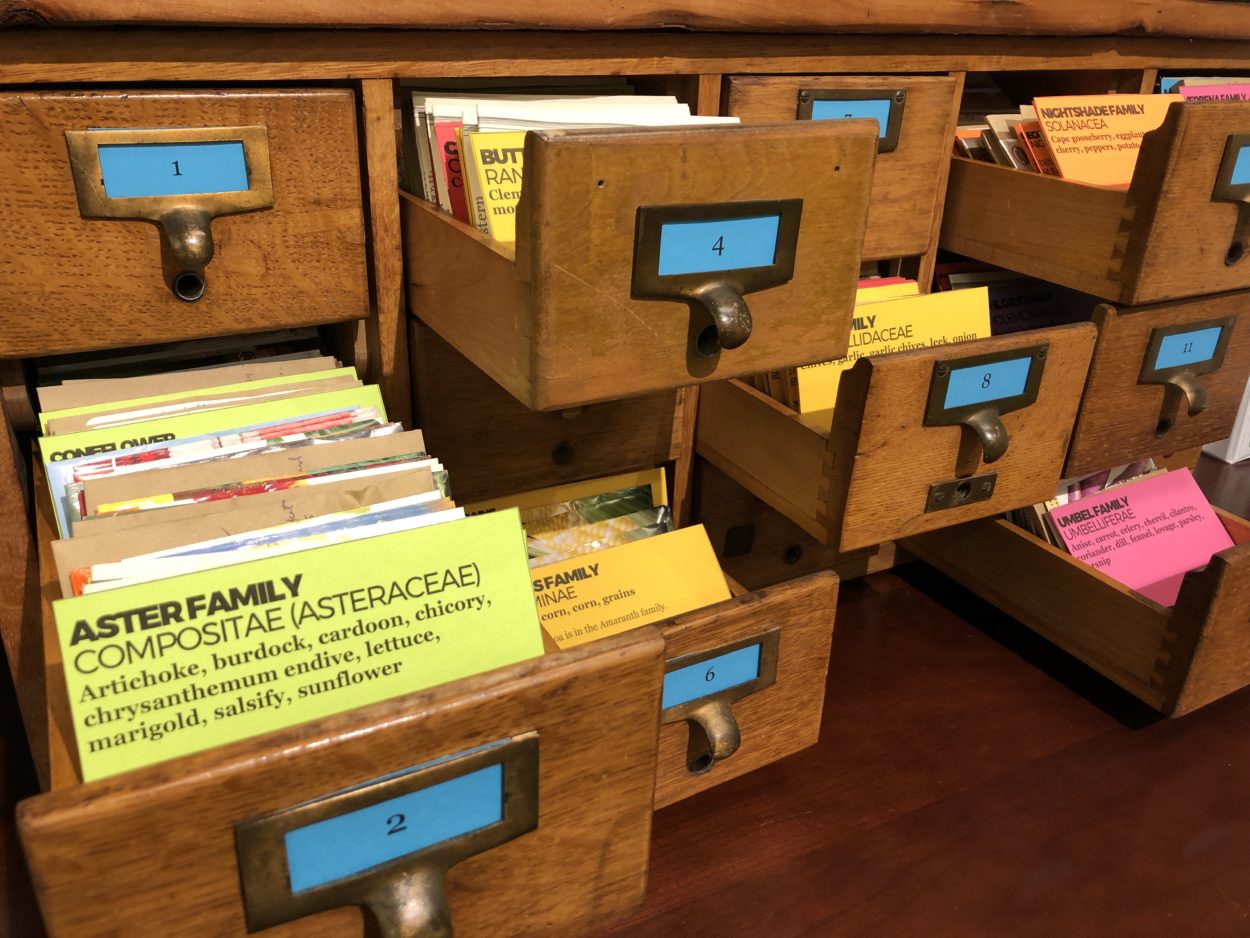 1
4
BUTT
RAN
Clem
mo
NIGHTSHADE FAMILY
SOLANACEA
Cape gooseberry, eggplant,
cherry, peppers, potato,
8
MILY
LLIDACEAE
chives, garlic, garlic chives, leek, onion
11
CONEFLOWER
ASTER FAMILY
COMPOSITAE (ASTERACEAE)
Artichoke, burdock, cardoon, chicory,
chrysanthemum endive, lettuce,
marigold, salsify, sunflower
2
S FAMILY
MINAE
corn, corn, grains
oa is in the Amaranth family.
6
UMBEL FAMILY
UMBELLIFERAE
Anise, carrot, celery, chervil, cilantro,
coriander, dill, fennel, lovage, parsley,
rsnip